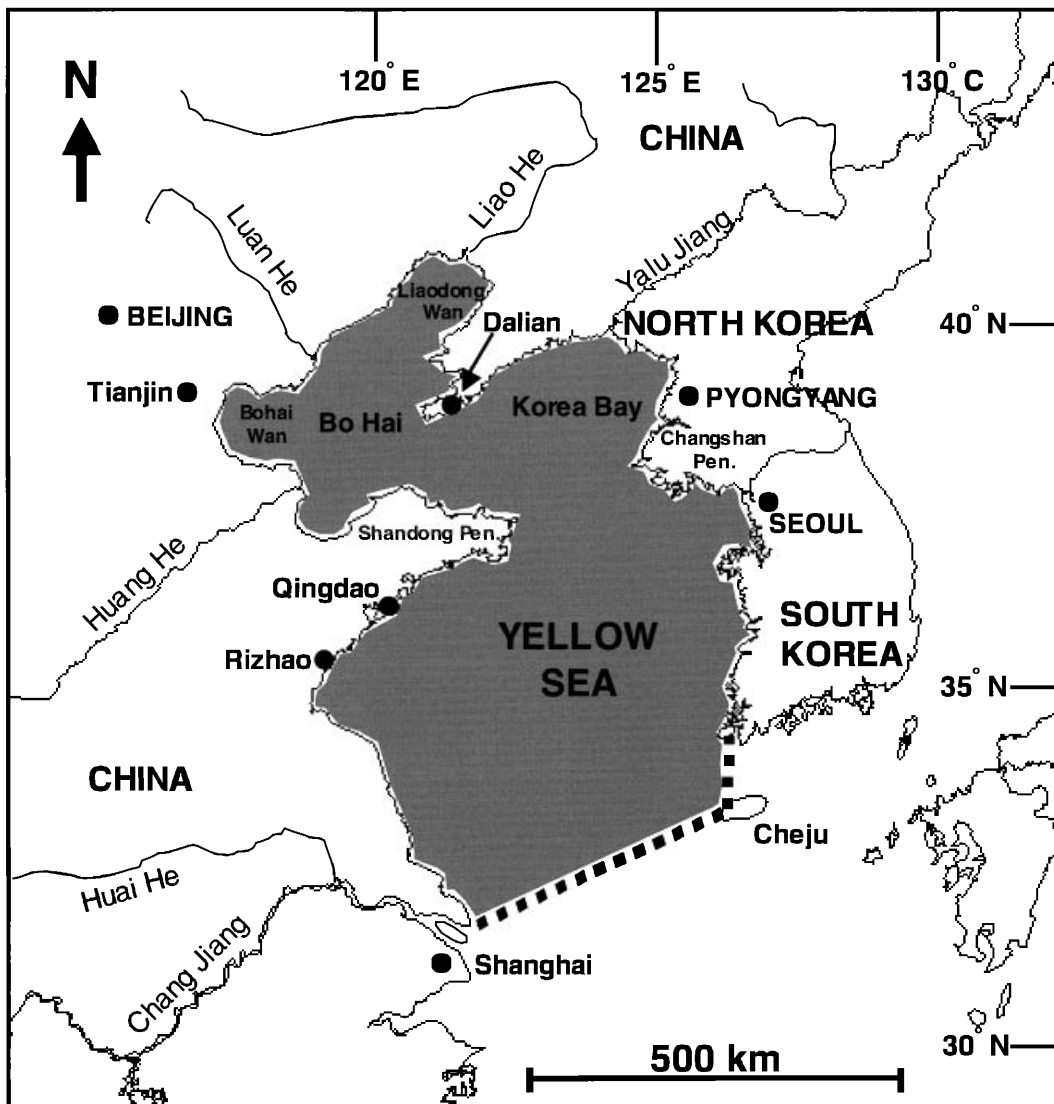 120° E
125° E
130° C
N
CHINA
Liao He
Luan He
Yalu Jiang
Liaodong
Wan
BEIJING
Dalian
NORTH KOREA
40° N
Tianjin
Bohai
Wan
Bo Hai
Korea Bay
PYONGYANG
Changshan
Pen.
SEOUL
Shandong Pen.
Huang He
Qingdao
YELLOW
SEA
SOUTH
KOREA
Rizhao
35° N
CHINA
Cheju
Huai He
Chang Jiang
Shanghai
30° N
500 km